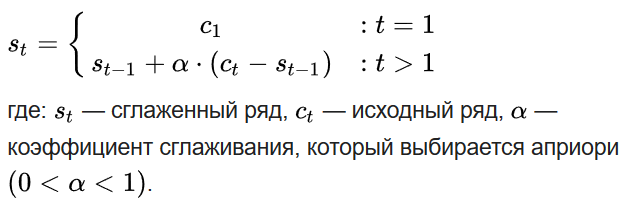 s_t = { c_1 : t = 1
s_{t−1} + α · (c_t − s_{t−1}) : t > 1
где: s_t — сглаженный ряд, c_t — исходный ряд, α —
коэффициент сглаживания, который выбирается априори
(0 < α < 1).